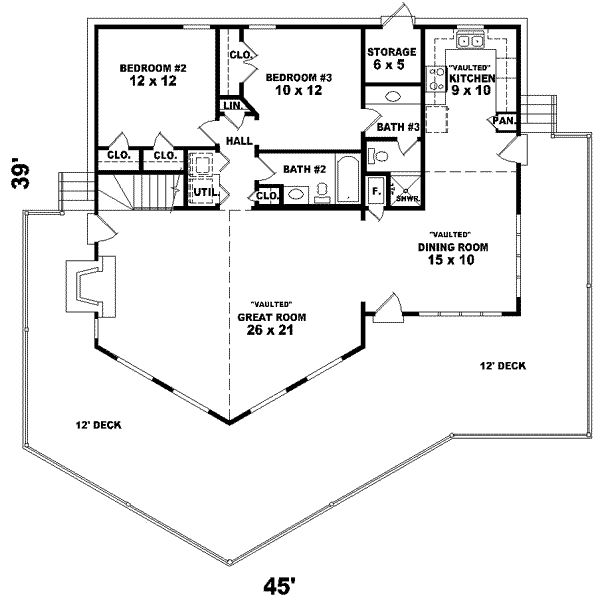 STORAGE
6 x 5
CLO.
BEDROOM #2
12 x 12
BEDROOM #3
10 x 12
"VAULTED"
KITCHEN
9 x 10
LIN.
PAN.
BATH #3
HALL
CLO.
CLO.
BATH #2
39'
UTIL.
CLO.
F.
SHWR.
"VAULTED"
DINING ROOM
15 x 10
"VAULTED"
GREAT ROOM
26 x 21
12' DECK
12' DECK
45'